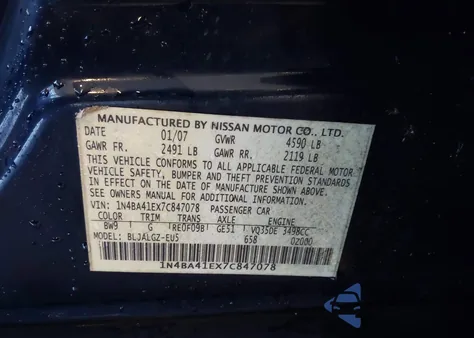 MANUFACTURED BY NISSAN MOTOR CO., LTD.
DATE 01/07 GVWR 4590 LB
GAWR FR. 2491 LB GAWR RR. 2119 LB
THIS VEHICLE CONFORMS TO ALL APPLICABLE FEDERAL MOTOR
VEHICLE SAFETY, BUMPER AND THEFT PREVENTION STANDARDS
IN EFFECT ON THE DATE OF MANUFACTURE SHOWN ABOVE.
SEE OWNERS MANUAL FOR ADDITIONAL INFORMATION
VIN: 1N4BA41EX7C847078 PASSENGER CAR
COLOR TRIM TRANS AXLE ENGINE
BW9 G RE0F09B GE51 VQ35DE 3498CC
MODEL: BLJALGZ-EU5 658 02000
1N4BA41EX7C847078